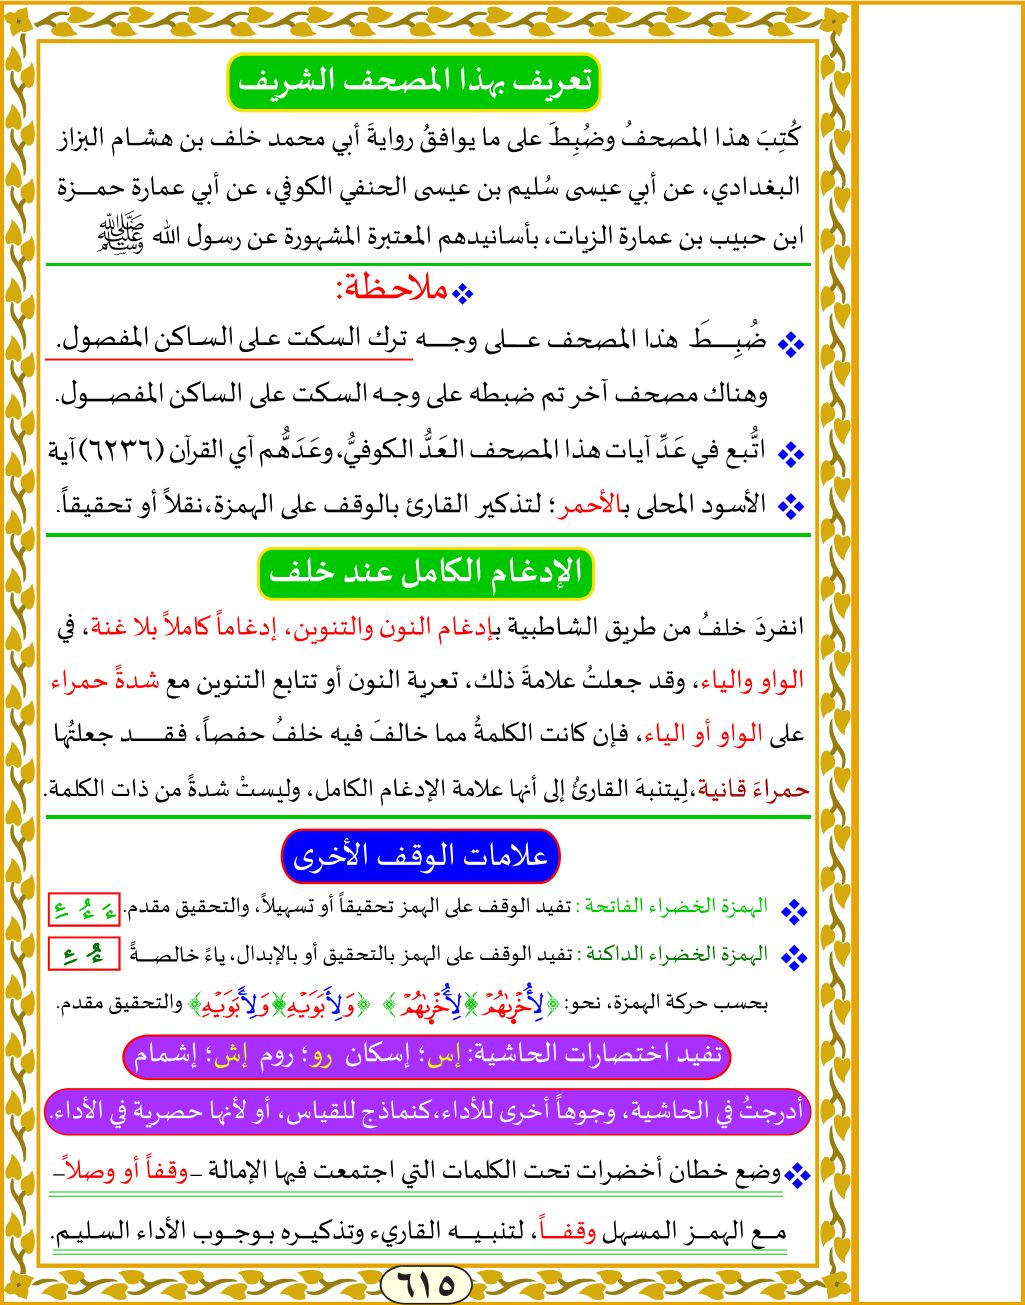 تعريف بهذا المصحف الشريف
كُتِبَ هذا المصحفُ وضُبِطَ على ما يوافقُ روايةَ أبي محمد خلف بن هشام البزاز
البغدادي، عن أبي عيسى سُليم بن عيسى الحنفي الكوفي، عن أبي عمارة حمزة
ابن حبيب بن عمارة الزيات، بأسانيدهم المعتبرة المشهورة عن رسول الله ﷺ
ملاحظة:
ضُبِطَ هذا المصحف على وجه ترك السكت على الساكن المفصول.
وهناك مصحف آخر تم ضبطه على وجه السكت على الساكن المفصول.
اتُّبع في عَدِّ آيات هذا المصحف العَدُّ الكوفيُّ، وعَدَهُّم آي القرآن (٦٢٣٦) آية
الأسود المحلى بالأحمر؛ لتذكير القارئ بالوقف على الهمزة، نقلاً أو تحقيقاً.
الإدغام الكامل عند خلف
انفردَ خلفُ من طريق الشاطبية بإدغام النون والتنوين، إدغاماً كاملاً بلا غنة، في
الواو والياء، وقد جعلتُ علامةَ ذلك، تعرية النون أو تتابع التنوين مع شدةً حمراء
على الواو أو الياء، فإن كانت الكلمةُ مما خالفَ فيه خلفُ حفصاً، فقد جعلتُها
حمراءَ قانية، لِيتنبهَ القارئُ إلى أنها علامة الإدغام الكامل، وليستْ شدةً من ذات الكلمة.
علامات الوقف الأخرى
الهمزة الخضراء الفاتحة : تفيد الوقف على الهمز تحقيقاً أو تسهيلاً، والتحقيق مقدم. ءَ ءُ ءِ
الهمزة الخضراء الداكنة : تفيد الوقف على الهمز بالتحقيق أو بالإبدال، ياءً خالصةً ءُ ءِ
بحسب حركة الهمزة، نحو: ﴿لِأُخْرَىٰهُمْ﴾ ﴿لِأُخْرَىٰهُمْ﴾ ﴿وَلِأَبَوَيْهِ﴾ ﴿وَلِأَبَوَيْهِ﴾ والتحقيق مقدم.
تفيد اختصارات الحاشية: إس؛ إسكان رو؛ روم إش؛ إشمام
أدرجتُ في الحاشية، وجوهاً أخرى للأداء، كنماذج للقياس، أو لأنها حصرية في الأداء.
وضع خطان أخضرات تحت الكلمات التي اجتمعت فيها الإمالة –وقفاً أو وصلاً–
مع الهمز المسهل وقفاً، لتنبيه القاريء وتذكيره بوجوب الأداء السليم.
٦١٥